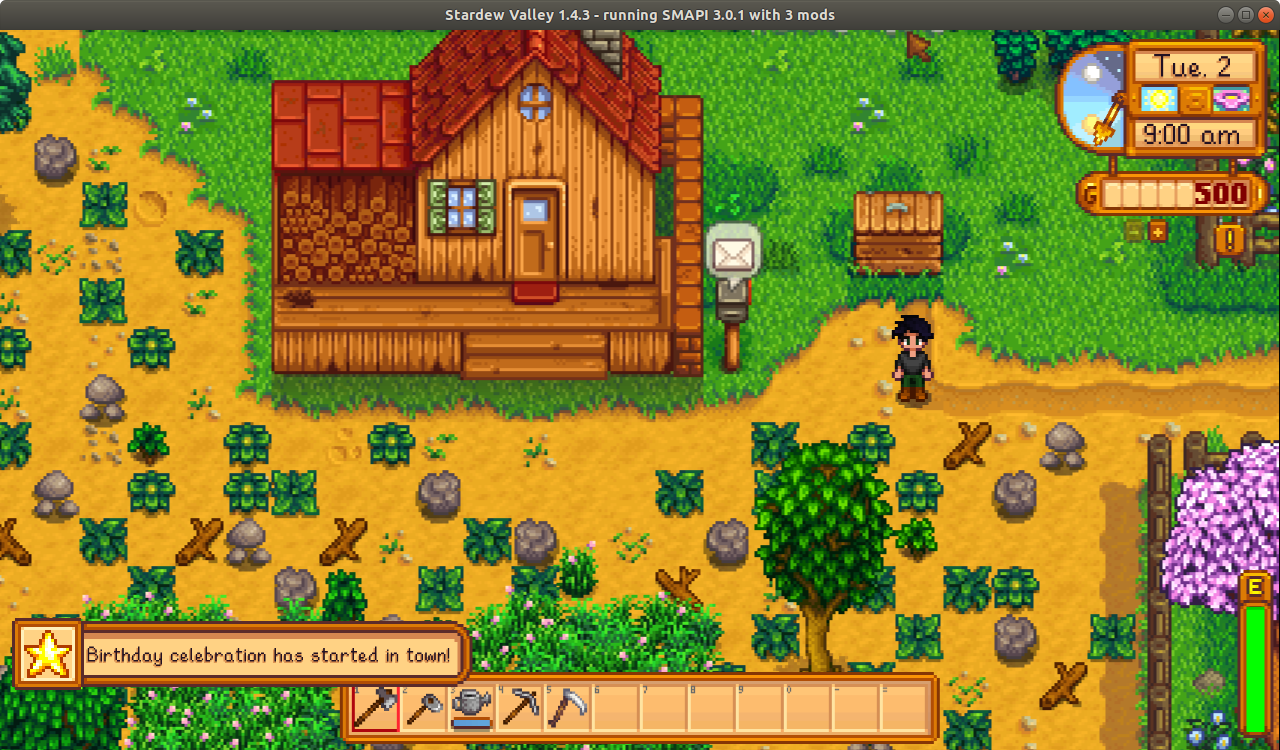 Stardew Valley 1.4.3 - running SMAPI 3.0.1 with 3 mods
Tue. 2
9:00 am
G 500
E
Birthday celebration has started in town!
1 2 3 4 5 6 7 8 9 0 - =